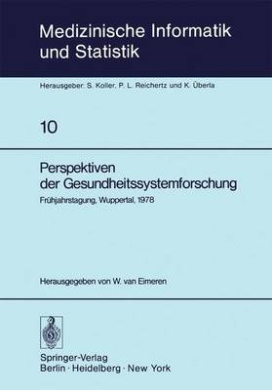 Medizinische Informatik
und Statistik
Herausgeber: S. Koller, P. L. Reichertz und K. Überla
10
Perspektiven
der Gesundheitssystemforschung
Frühjahrstagung, Wuppertal, 1978
Herausgegeben von W. van Eimeren
Springer-Verlag
Berlin · Heidelberg · New York